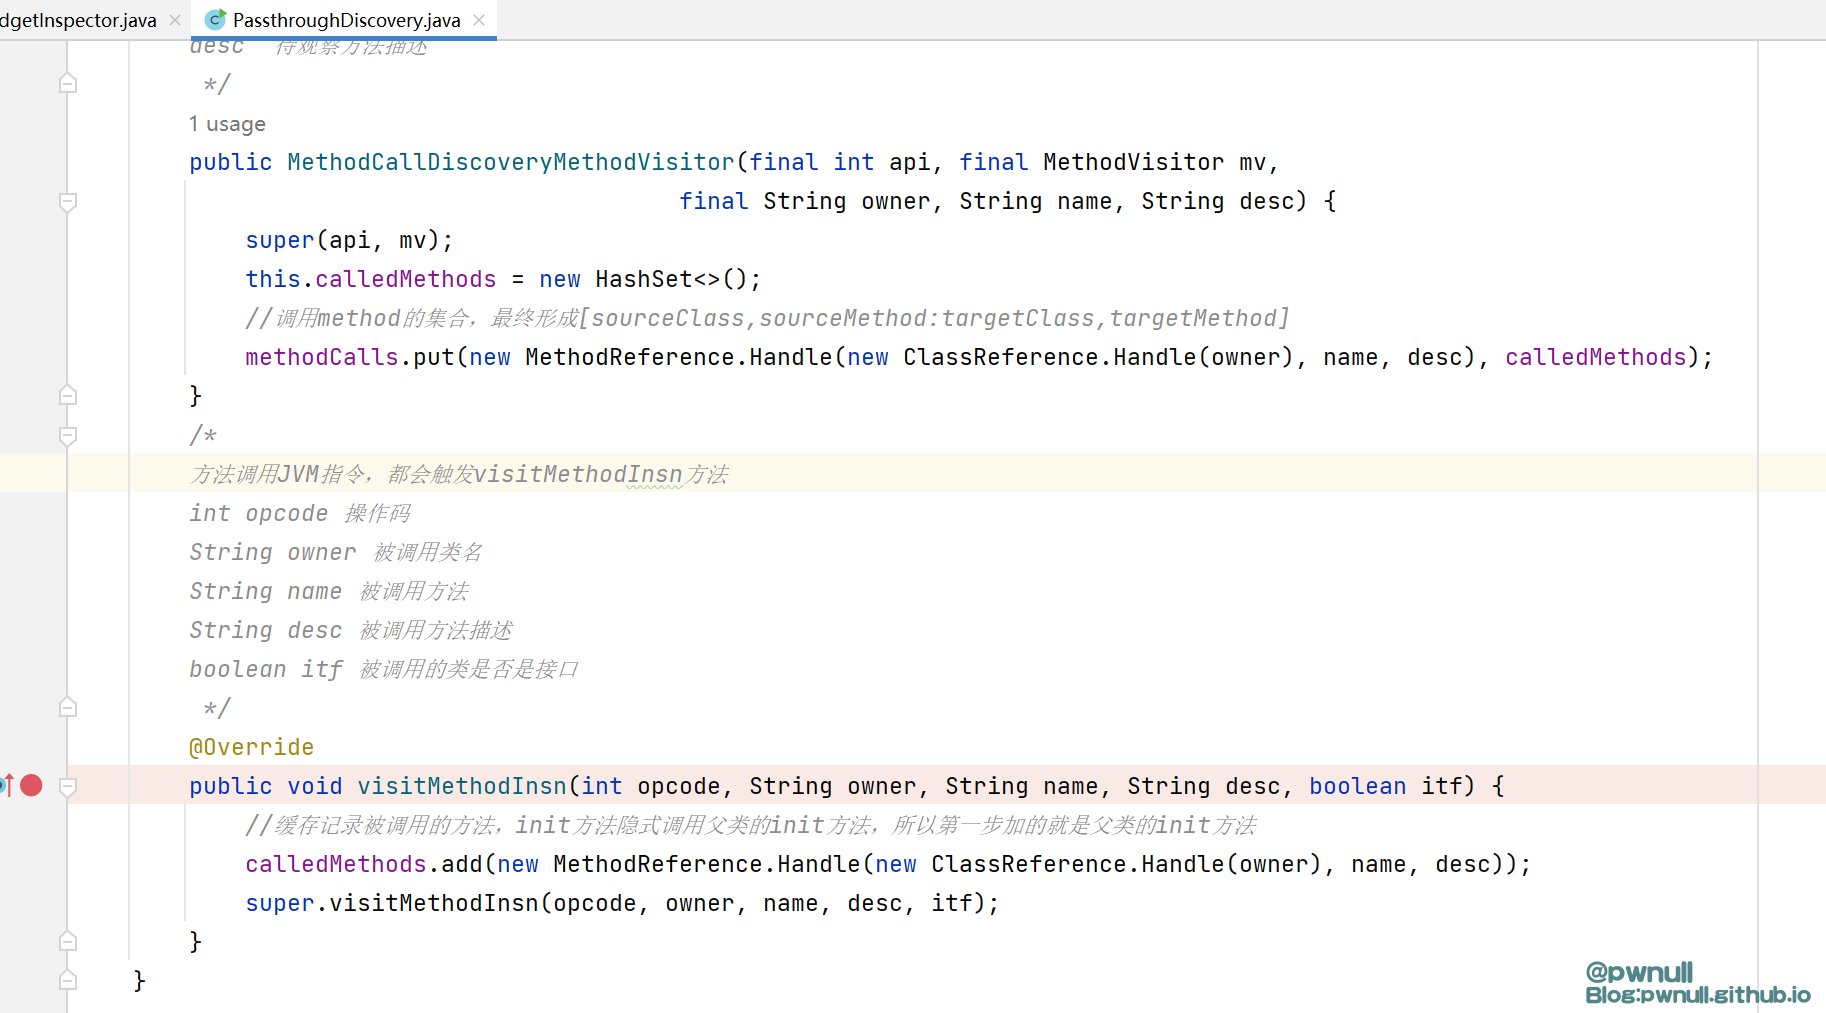 dgetInspector.java
PassthroughDiscovery.java
desc 待观察方法描述
*/
1 usage
public MethodCallDiscoveryMethodVisitor(final int api, final MethodVisitor mv,
final String owner, String name, String desc) {
super(api, mv);
this.calledMethods = new HashSet<>();
//调用method的集合，最终形成[sourceClass,sourceMethod:targetClass,targetMethod]
methodCalls.put(new MethodReference.Handle(new ClassReference.Handle(owner), name, desc), calledMethods);
}
/*
方法调用JVM指令，都会触发visitMethodInsn方法
int opcode 操作码
String owner 被调用类名
String name 被调用方法
String desc 被调用方法描述
boolean itf 被调用的类是否是接口
*/
@Override
public void visitMethodInsn(int opcode, String owner, String name, String desc, boolean itf) {
//缓存记录被调用的方法，init方法隐式调用父类的init方法，所以第一步加的就是父类的init方法
calledMethods.add(new MethodReference.Handle(new ClassReference.Handle(owner), name, desc));
super.visitMethodInsn(opcode, owner, name, desc, itf);
}
}
@pwnull
Blog:pwnull.github.io